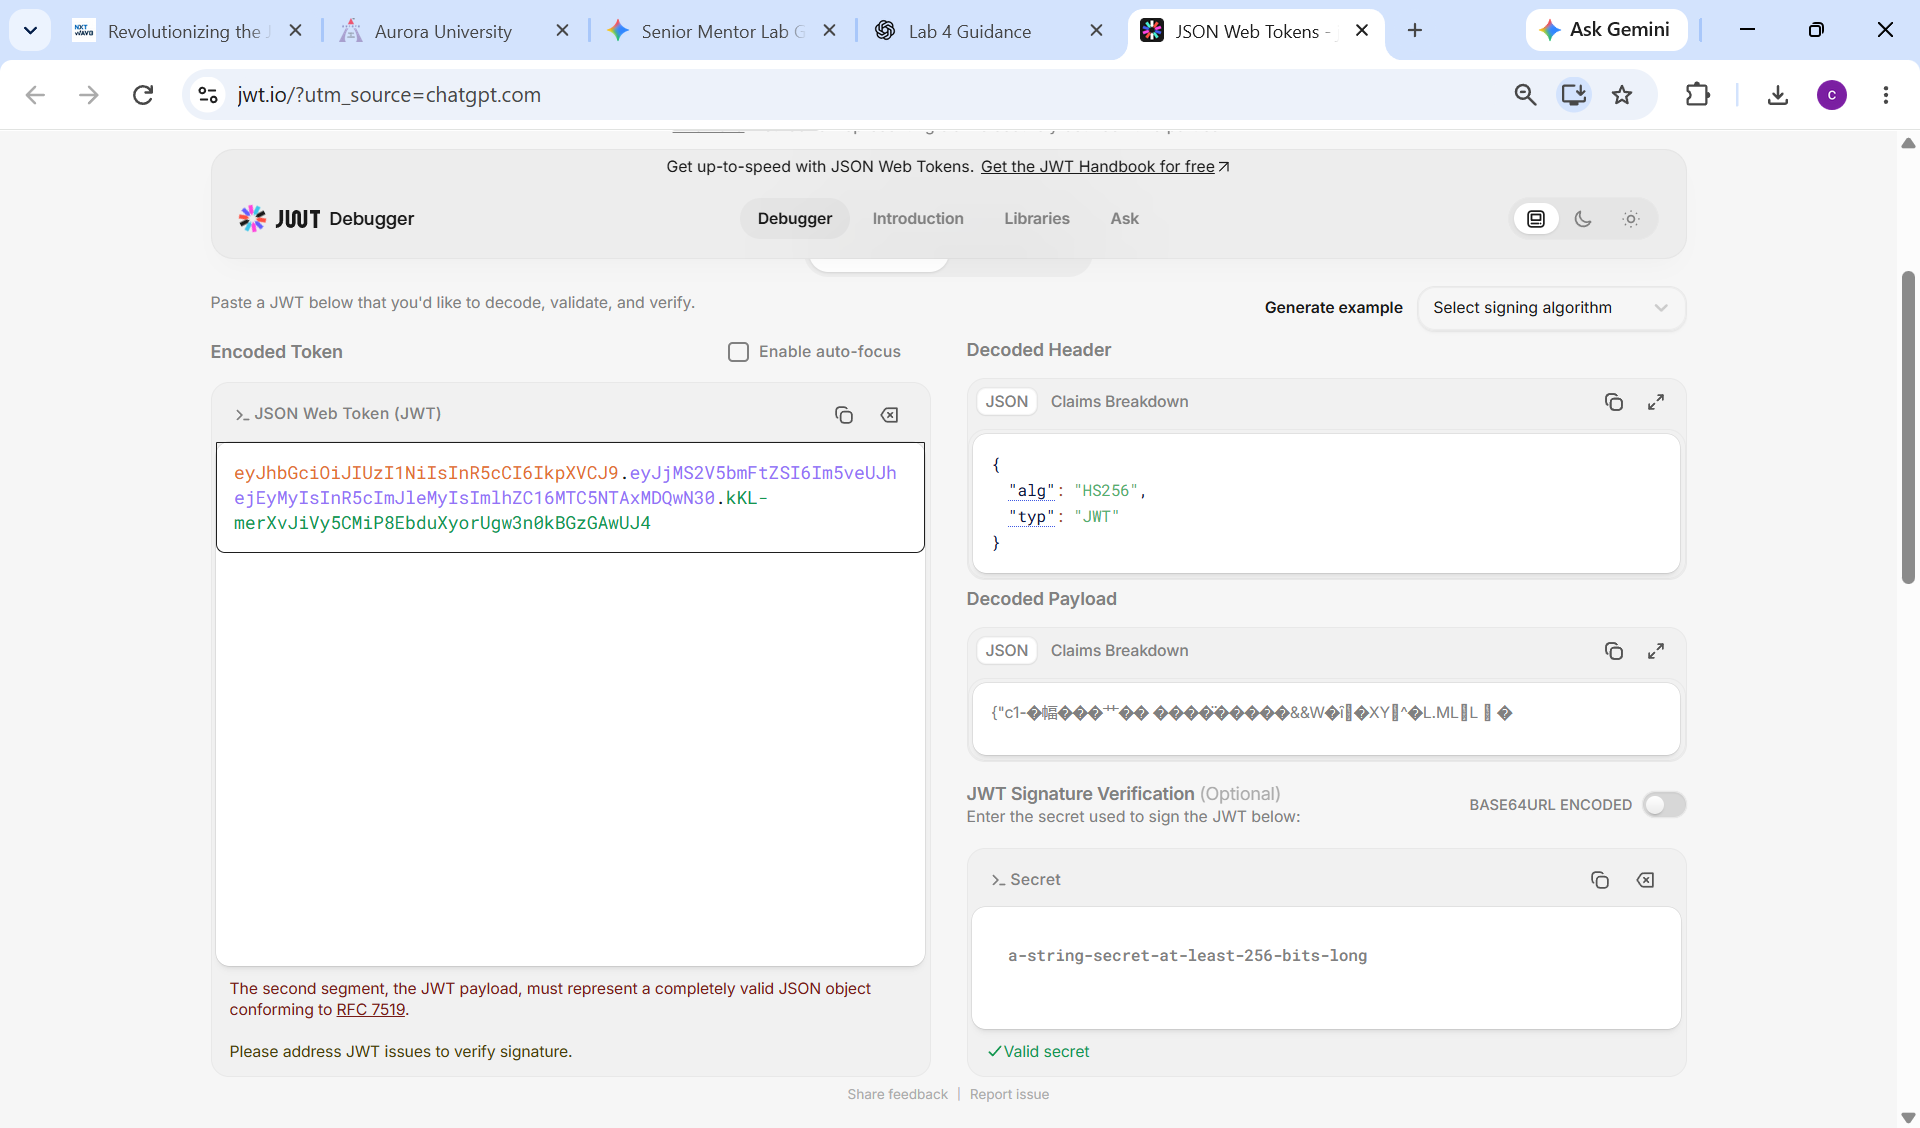 Revolutionizing the J
Aurora University
Senior Mentor Lab G
Lab 4 Guidance
JSON Web Tokens -
Ask Gemini
jwt.io/?utm_source=chatgpt.com
c
Get up-to-speed with JSON Web Tokens. Get the JWT Handbook for free
JWT Debugger
Debugger
Introduction
Libraries
Ask
Paste a JWT below that you'd like to decode, validate, and verify.
Generate example
Select signing algorithm
Encoded Token
Enable auto-focus
Decoded Header
JSON Web Token (JWT)
JSON
Claims Breakdown
eyJhbGciOiJIUzI1NiIsInR5cCI6IkpXVCJ9.eyJjMS2V5bmFtZSI6Im5veUJh
ejEyMyIsInR5cImJleMyIsImlhZC16MTC5NTAxMDQwN30.kKL-
merXvJiVy5CMiP8EbduXyorUgw3n0kBGzGAwUJ4
{
"alg": "HS256",
"typ": "JWT"
}
Decoded Payload
JSON
Claims Breakdown
JWT Signature Verification (Optional)
Enter the secret used to sign the JWT below:
BASE64URL ENCODED
Secret
a-string-secret-at-least-256-bits-long
Valid secret
The second segment, the JWT payload, must represent a completely valid JSON object
conforming to RFC 7519.
Please address JWT issues to verify signature.
Share feedback | Report issue